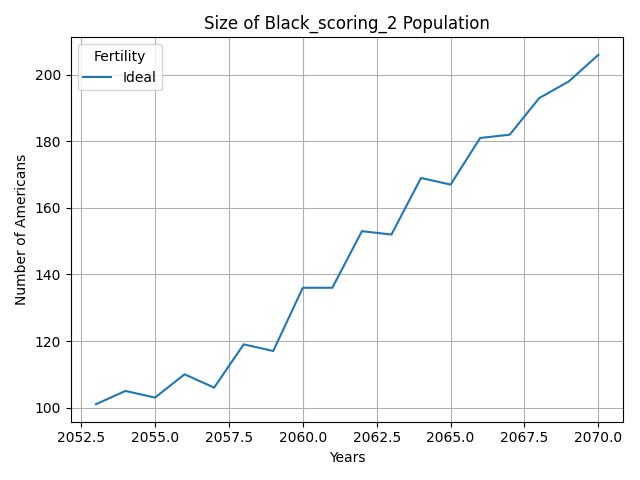 Size of Black_scoring_2 Population
Fertility
Ideal
Number of Americans
200
180
160
140
120
100
2052.5 2055.0 2057.5 2060.0 2062.5 2065.0 2067.5 2070.0
Years